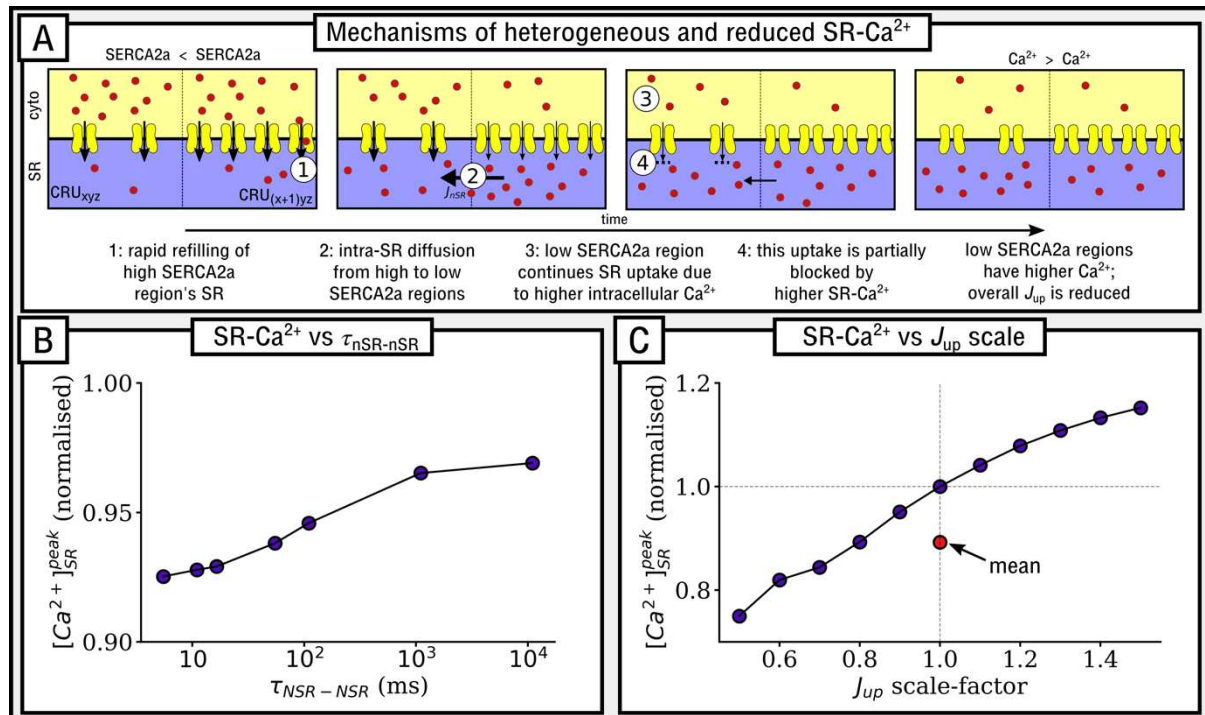 A
Mechanisms of heterogeneous and reduced SR-Ca²⁺
SERCA2a < SERCA2a
Ca²⁺ > Ca²⁺
cyto
SR
CRUxyz
CRU(x+1)yz
1
JnSR
2
3
4
time
1: rapid refilling of
high SERCA2a
region's SR
2: intra-SR diffusion
from high to low
SERCA2a regions
3: low SERCA2a region
continues SR uptake due
to higher intracellular Ca²⁺
4: this uptake is partially
blocked by
higher SR-Ca²⁺
low SERCA2a regions
have higher Ca²⁺;
overall Jup is reduced
B
SR-Ca²⁺ vs τnSR-nSR
[Ca²⁺]SR^peak (normalised)
1.00
0.95
0.90
10
10²
10³
10⁴
τNSR−NSR (ms)
C
SR-Ca²⁺ vs Jup scale
[Ca²⁺]SR^peak (normalised)
1.2
1.0
0.8
mean
0.6
0.8
1.0
1.2
1.4
Jup scale-factor